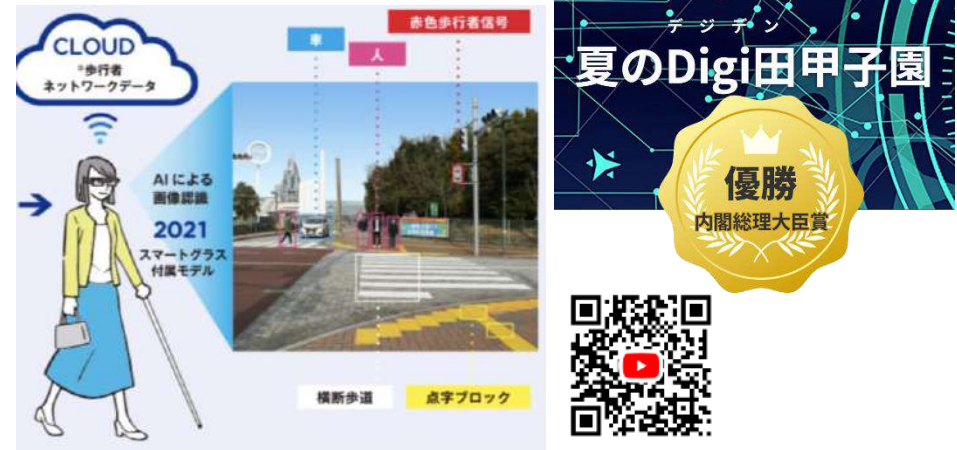 CLOUD
*歩行者
ネットワークデータ
車
人
赤色歩行者信号
AIによる
画像認識
2021
スマートグラス
付属モデル
横断歩道
点字ブロック
デジデン
夏のDigi田甲子園
優勝
内閣総理大臣賞